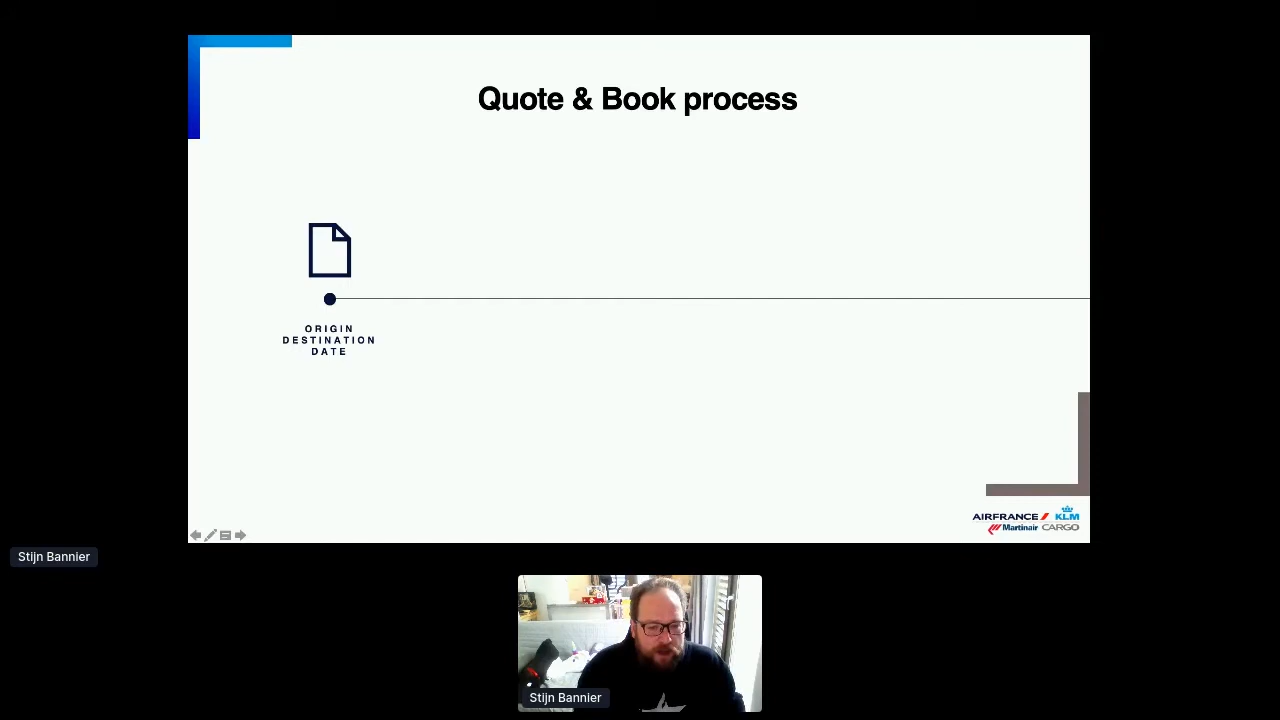 Quote & Book process
ORIGIN
DESTINATION
DATE
AIRFRANCE KLM
Martinair CARGO
Stijn Bannier
Stijn Bannier